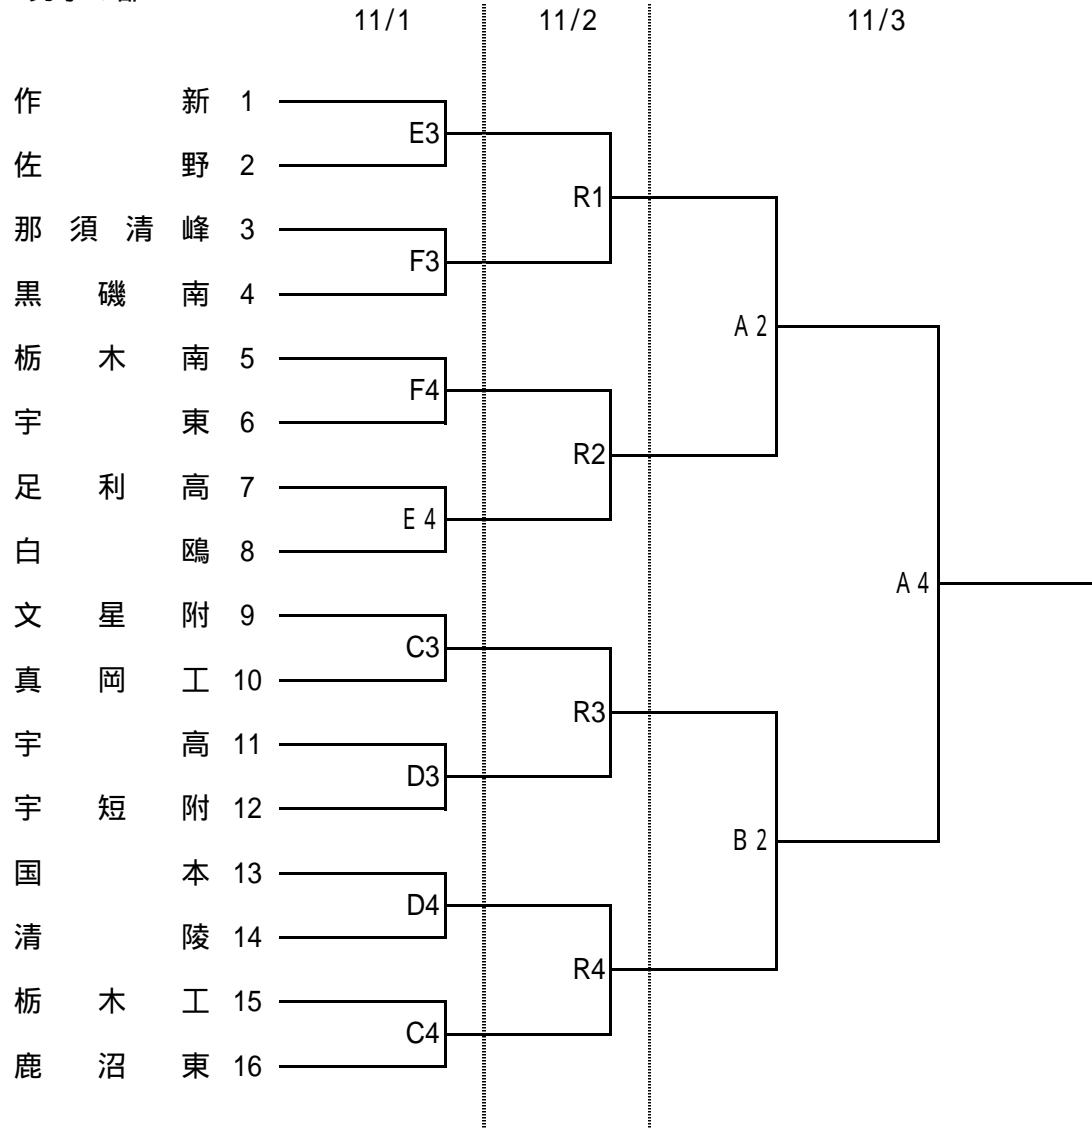 11/1 11/2 11/3
作新 1
E3
佐野 2
R1
那須清峰 3
F3
黒磯南 4
A 2
栃木南 5
F4
宇東 6
R2
足利高 7
E 4
白鴎 8
A 4
文星附 9
C3
真岡工 10
R3
宇高 11
D3
宇短附 12
B 2
国本 13
D4
清陵 14
R4
栃木工 15
C4
鹿沼東 16